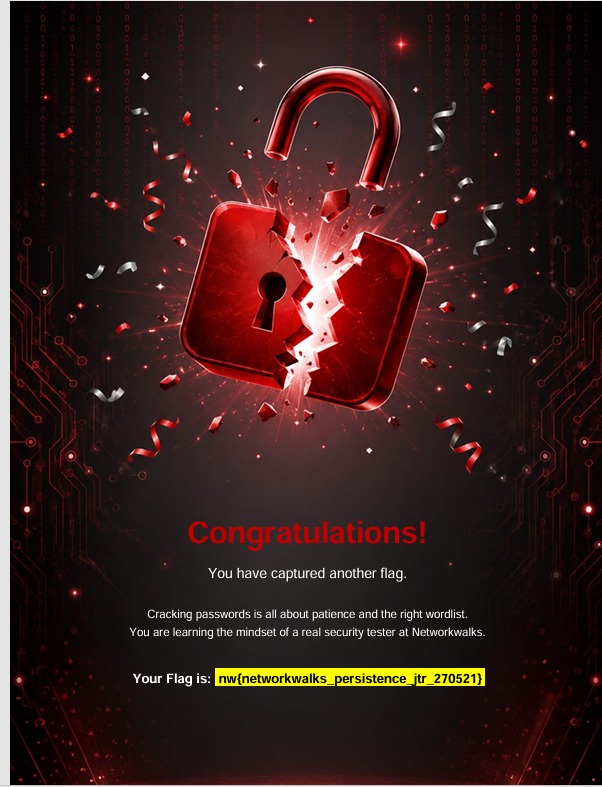 Congratulations!
You have captured another flag.
Cracking passwords is all about patience and the right wordlist.
You are learning the mindset of a real security tester at Networkwalks.
Your Flag is: nw{networkwalks_persistence_jtr_270521}